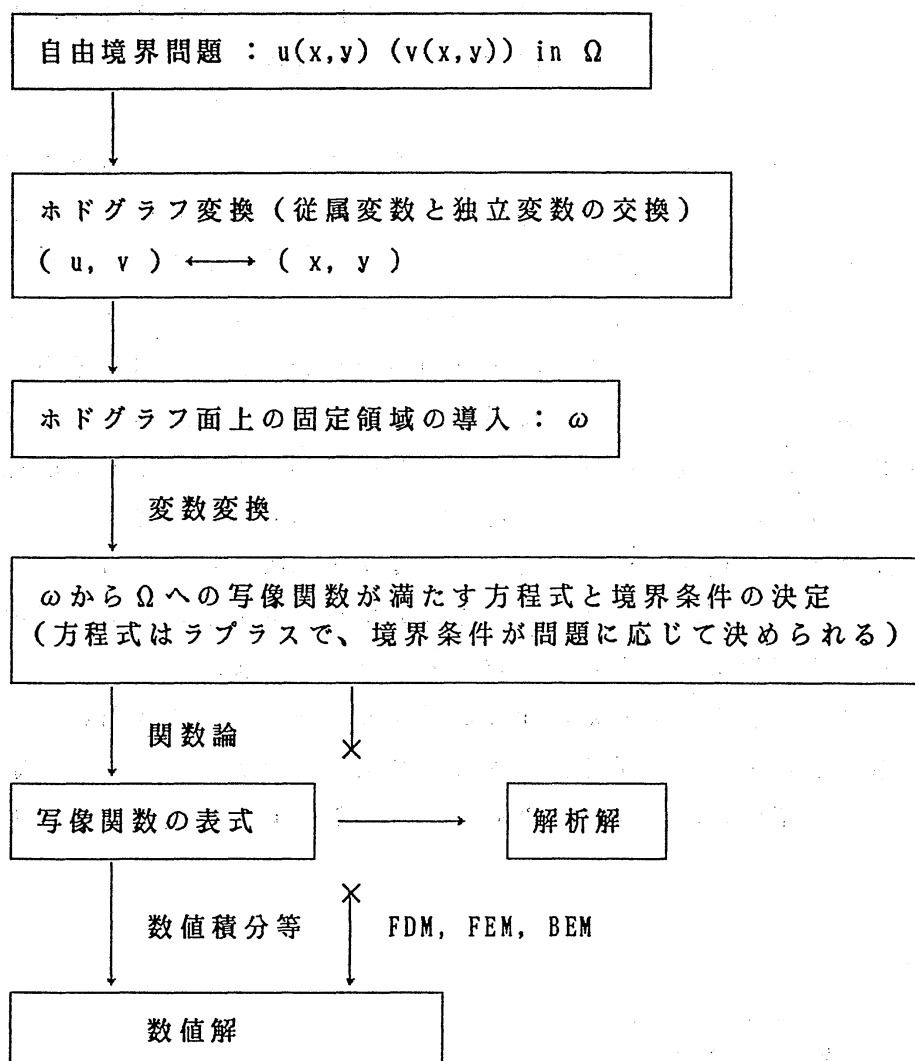 自由境界問題 : u(x,y) (v(x,y)) in Ω
ホドグラフ変換(従属変数と独立変数の交換)
( u, v ) ←→ ( x, y )
ホドグラフ面上の固定領域の導入 : ω
変数変換
ωからΩへの写像関数が満たす方程式と境界条件の決定
(方程式はラプラスで、境界条件が問題に応じて決められる)
関数論
写像関数の表式
解析解
数値積分等
FDM, FEM, BEM
数値解